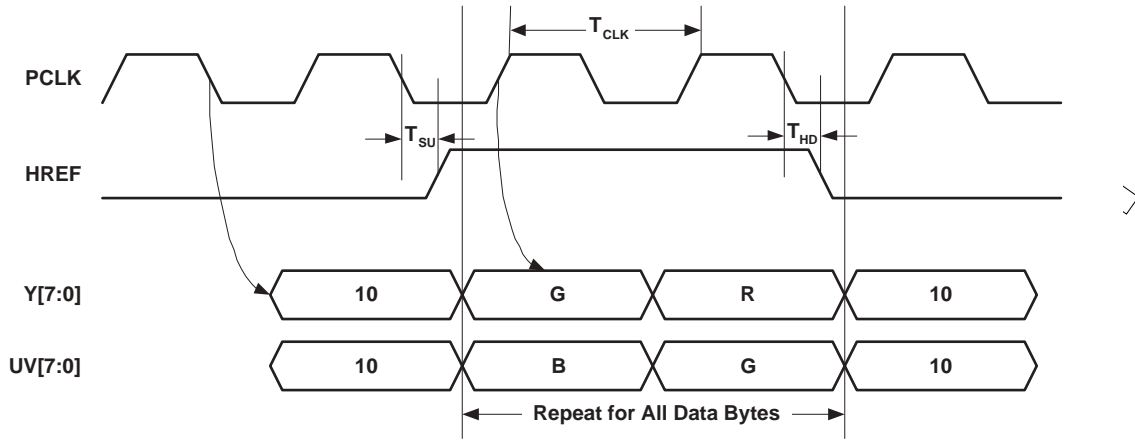 T_CLK
PCLK
T_SU
T_HD
HREF
Y[7:0] 10 G R 10
UV[7:0] 10 B G 10
Repeat for All Data Bytes